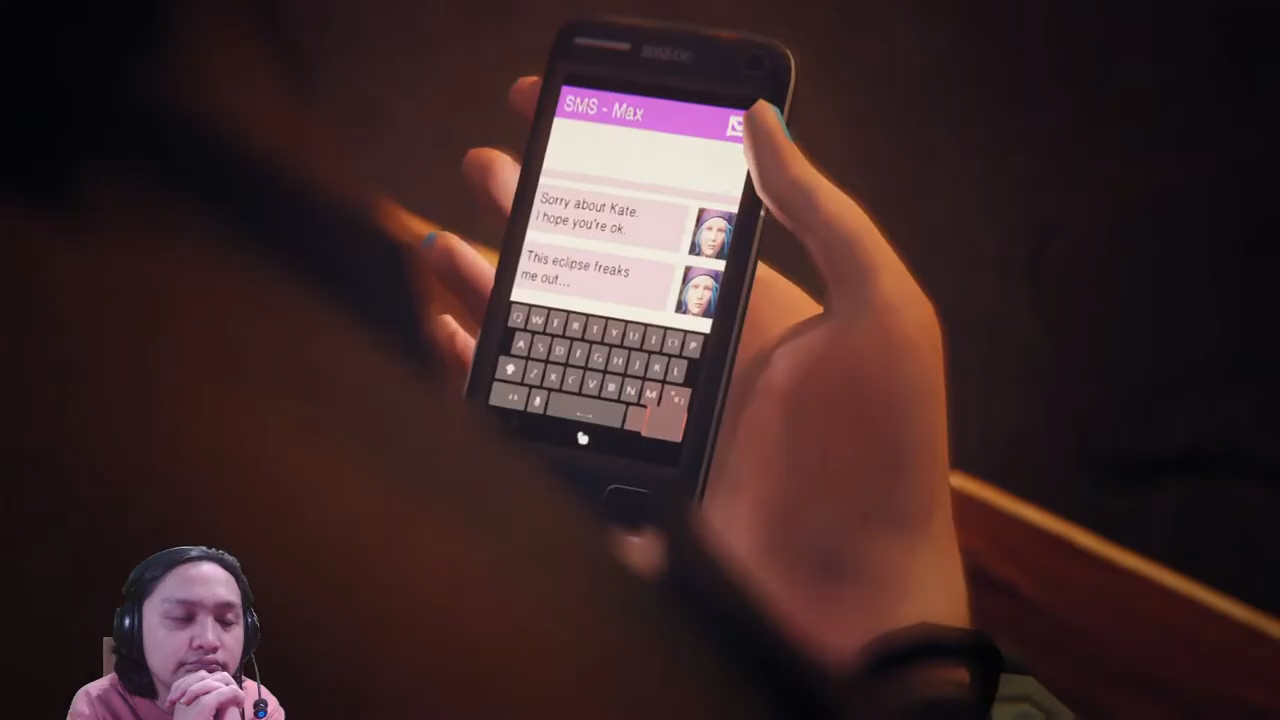 SMS - Max
Sorry about Kate.
I hope you're ok.
This eclipse freaks
me out...
Q W E R T Y U I O P
A S D F G H J K L
Z X C V B N M